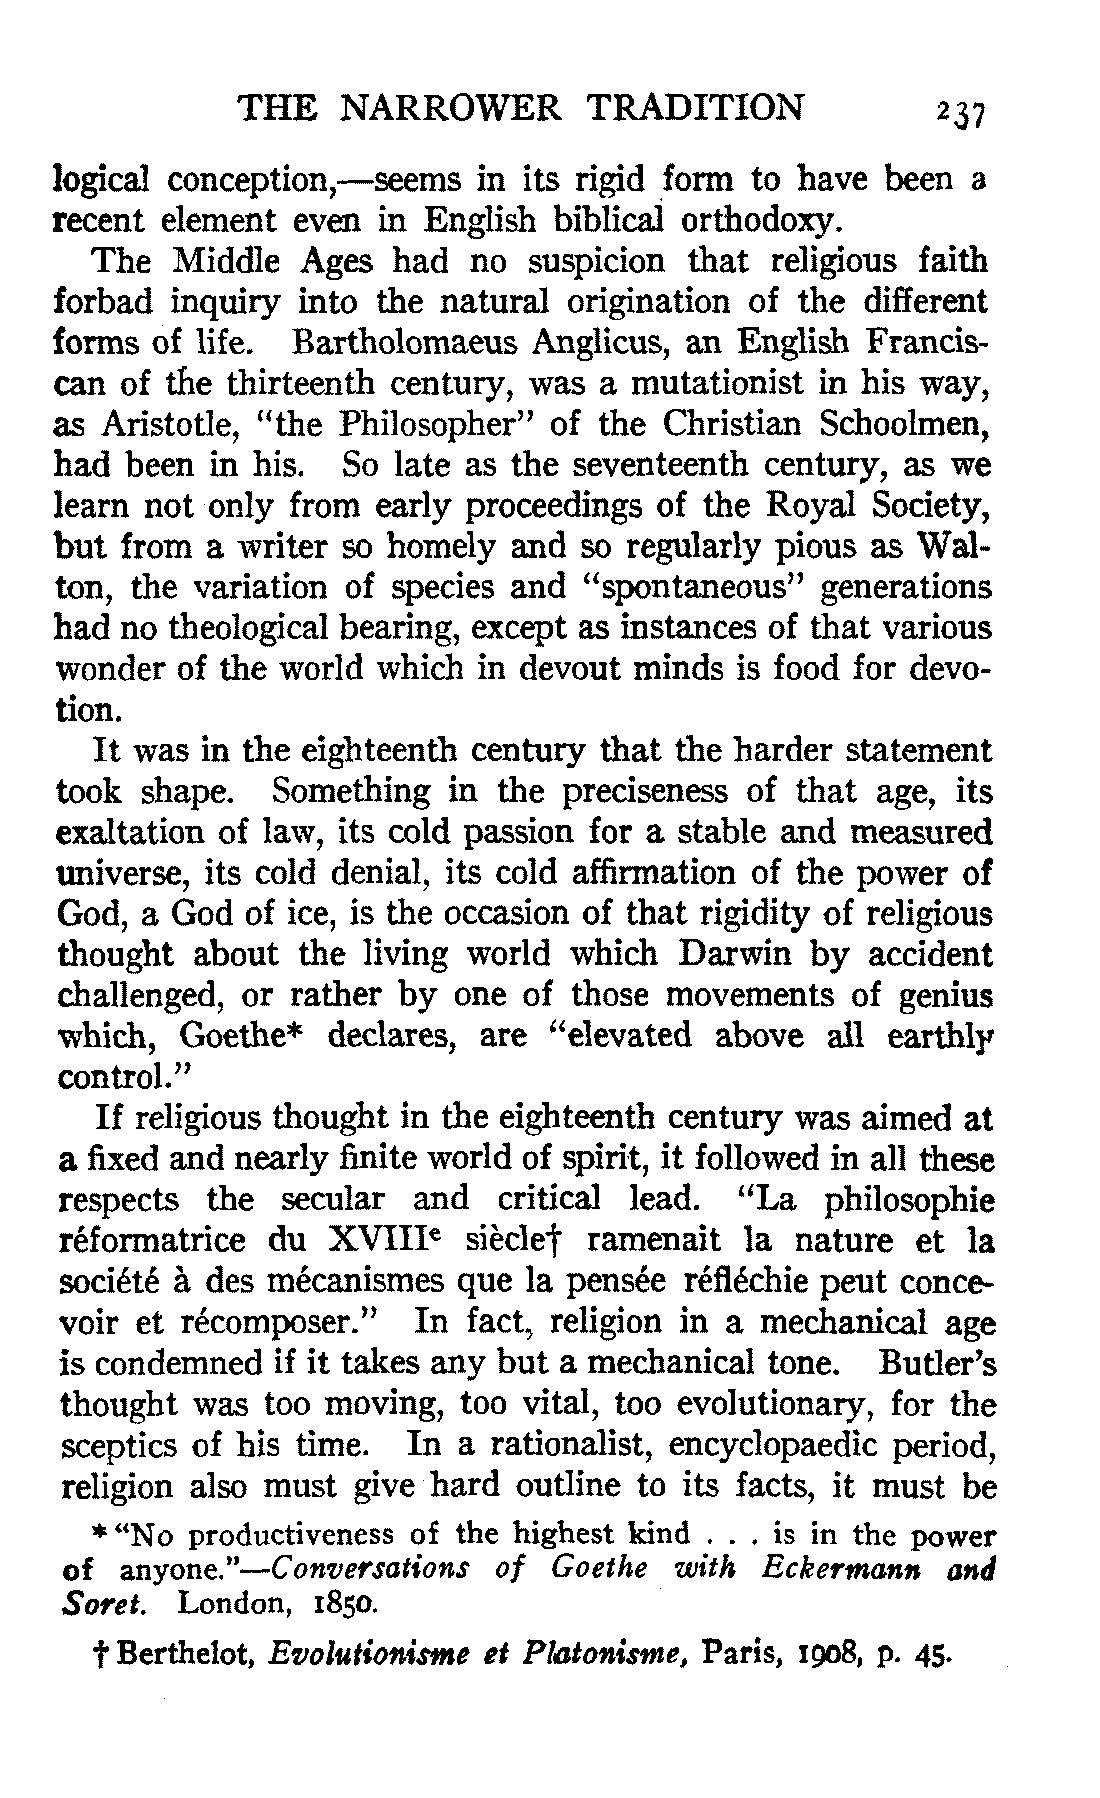 THE NARROWER TRADITION 237
logical conception,—seems in its rigid form to have been a
recent element even in English biblical orthodoxy.
The Middle Ages had no suspicion that religious faith
forbad inquiry into the natural origination of the different
forms of life. Bartholomaeus Anglicus, an English Francis-
can of the thirteenth century, was a mutationist in his way,
as Aristotle, "the Philosopher" of the Christian Schoolmen,
had been in his. So late as the seventeenth century, as we
learn not only from early proceedings of the Royal Society,
but from a writer so homely and so regularly pious as Wal-
ton, the variation of species and "spontaneous" generations
had no theological bearing, except as instances of that various
wonder of the world which in devout minds is food for devo-
tion.
It was in the eighteenth century that the harder statement
took shape. Something in the preciseness of that age, its
exaltation of law, its cold passion for a stable and measured
universe, its cold denial, its cold affirmation of the power of
God, a God of ice, is the occasion of that rigidity of religious
thought about the living world which Darwin by accident
challenged, or rather by one of those movements of genius
which, Goethe* declares, are "elevated above all earthly
control."
If religious thought in the eighteenth century was aimed at
a fixed and nearly finite world of spirit, it followed in all these
respects the secular and critical lead. "La philosophie
réformatrice du XVIIIᵉ siècle† ramenait la nature et la
société à des mécanismes que la pensée réfléchie peut conce-
voir et récomposer." In fact, religion in a mechanical age
is condemned if it takes any but a mechanical tone. Butler's
thought was too moving, too vital, too evolutionary, for the
sceptics of his time. In a rationalist, encyclopaedic period,
religion also must give hard outline to its facts, it must be
* "No productiveness of the highest kind . . . is in the power
of anyone."—Conversations of Goethe with Eckermann and
Soret. London, 1850.
† Berthelot, Evolutionisme et Platonisme, Paris, 1908, p. 45.